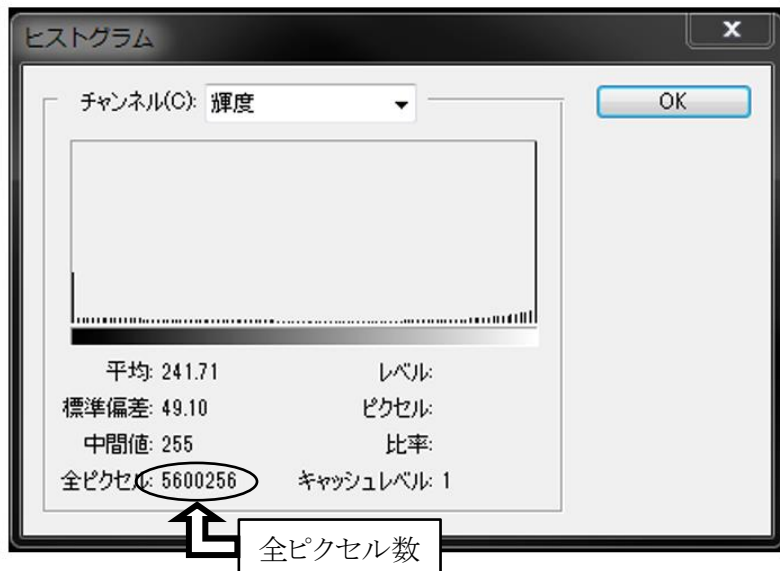 ヒストグラム
x
チャンネル(C): 輝度
OK
平均: 241.71
レベル:
標準偏差: 49.10
ピクセル:
中間値: 255
比率:
全ピクセル: 5600256
キャッシュレベル: 1
全ピクセル数